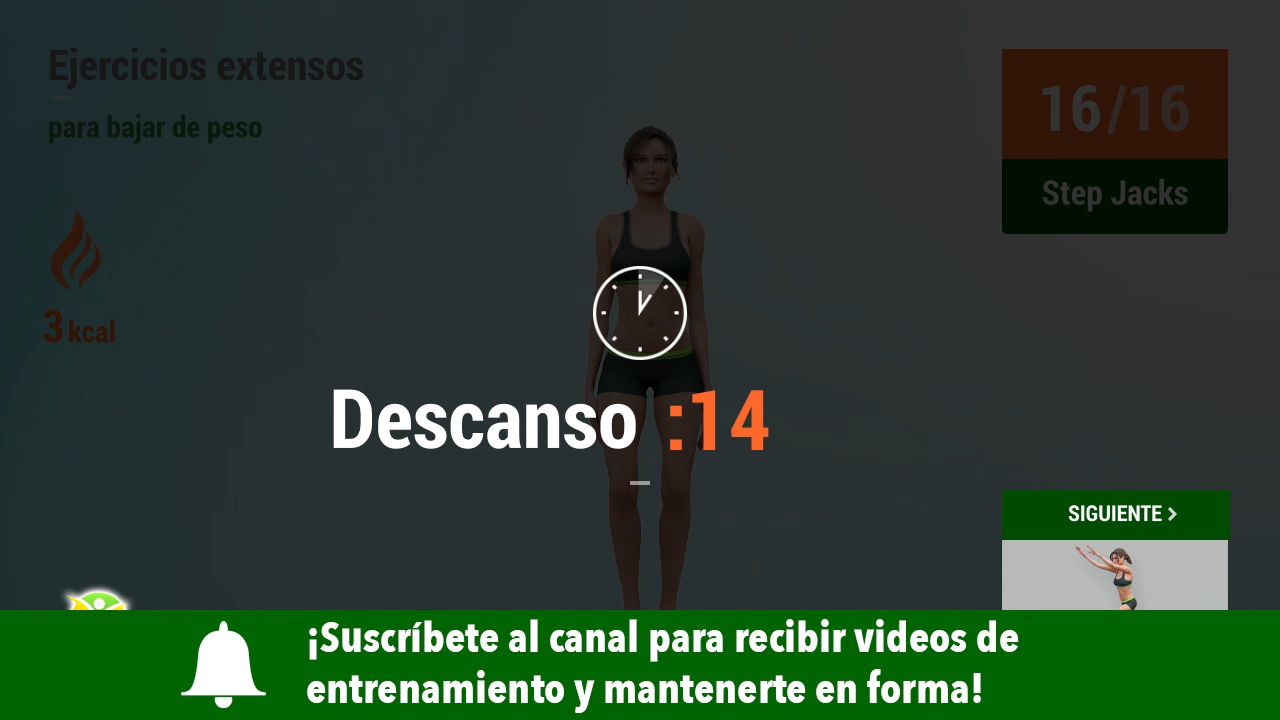 Ejercicios extensos
para bajar de peso
16/16
Step Jacks
3 kcal
Descanso :14
SIGUIENTE >
¡Suscríbete al canal para recibir videos de
entrenamiento y mantenerte en forma!